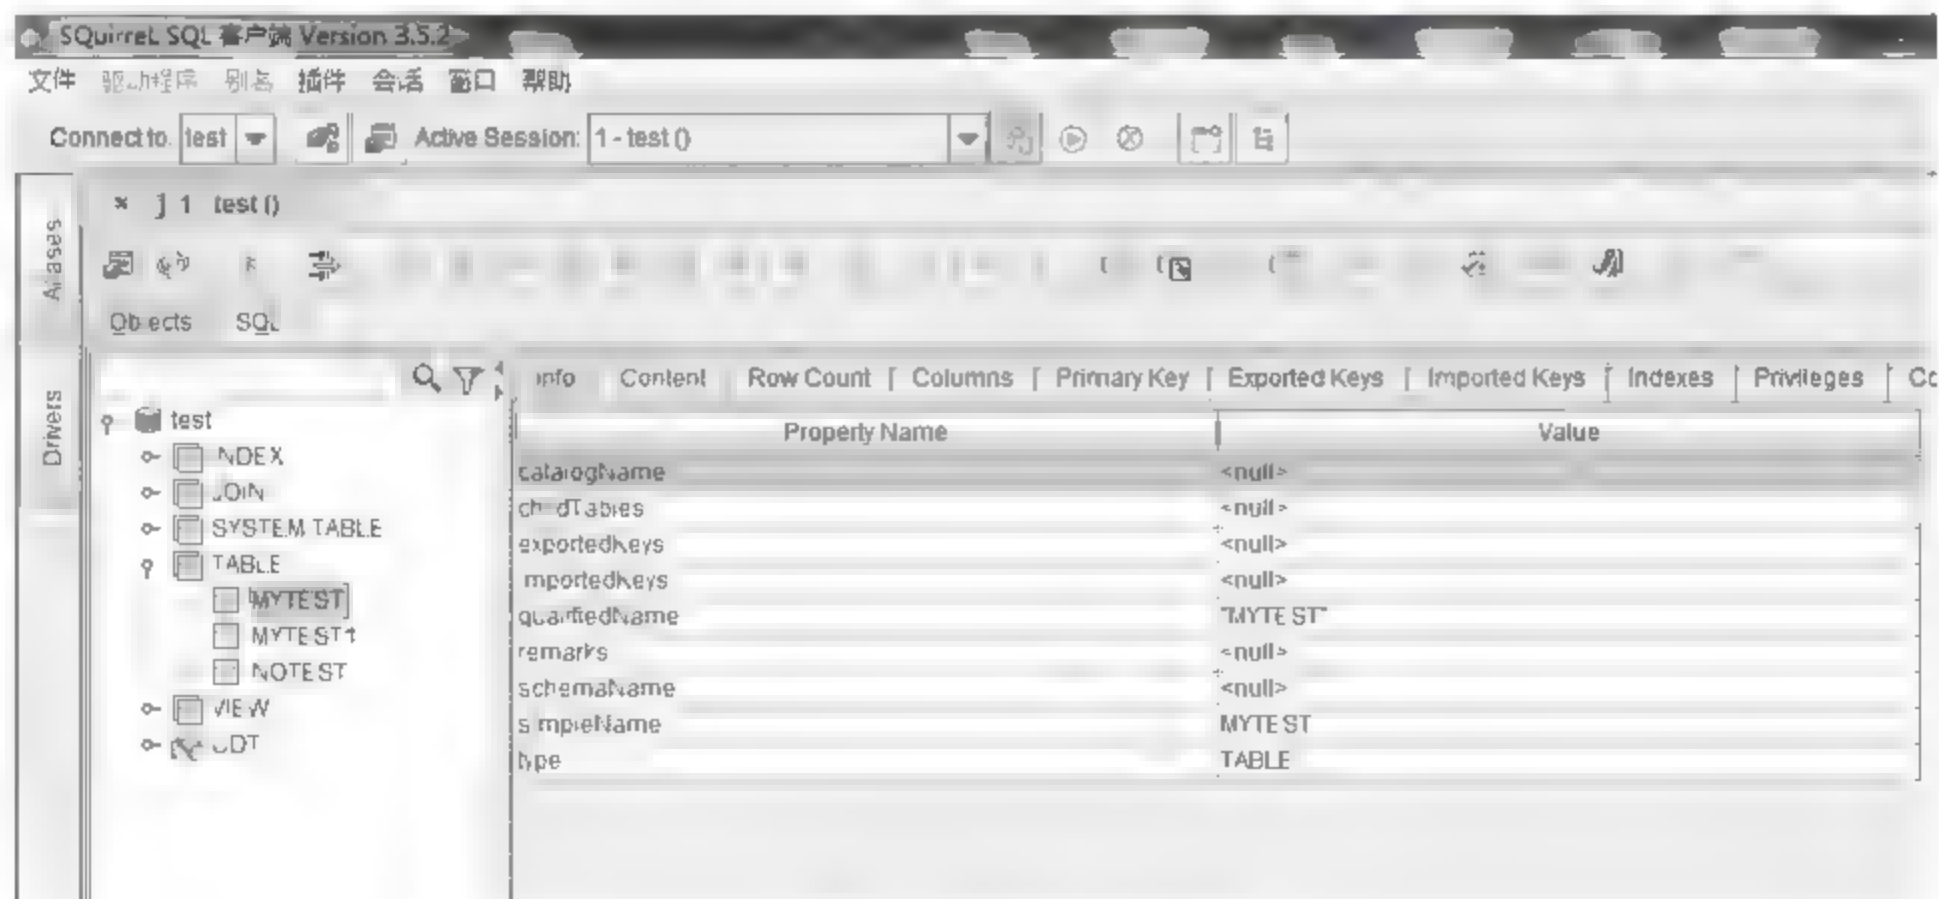 SQuirreL SQL 客户端 Version 3.5.2
文件 驱动程序 别名 插件 会话 窗口 帮助
Connect to: test Active Session: 1 - test ()
1 test ()
Aliases
Drivers
Objects SQL
Info Content Row Count Columns Primary Key Exported Keys Imported Keys Indexes Privileges
Property Name Value
test
INDEX
JOIN
SYSTEM TABLE
TABLE
MYTEST
MYTEST1
NOTEST
VIEW
UDT
catalogName <null>
childTables <null>
exportedKeys <null>
importedKeys <null>
qualifiedName "MYTEST"
remarks <null>
schemaName <null>
simpleName MYTEST
type TABLE